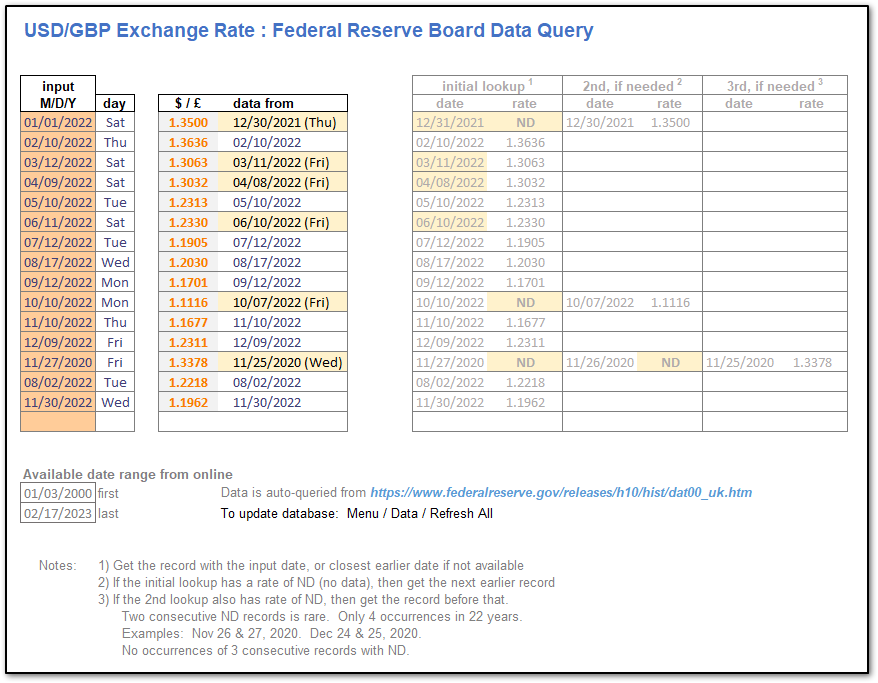 USD/GBP Exchange Rate : Federal Reserve Board Data Query
input initial lookup 1 2nd, if needed 2 3rd, if needed 3
M/D/Y day $ / £ data from date rate date rate date rate
01/01/2022 Sat 1.3500 12/30/2021 (Thu) 12/31/2021 ND 12/30/2021 1.3500
02/10/2022 Thu 1.3636 02/10/2022 02/10/2022 1.3636
03/12/2022 Sat 1.3063 03/11/2022 (Fri) 03/11/2022 1.3063
04/09/2022 Sat 1.3032 04/08/2022 (Fri) 04/08/2022 1.3032
05/10/2022 Tue 1.2313 05/10/2022 05/10/2022 1.2313
06/11/2022 Sat 1.2330 06/10/2022 (Fri) 06/10/2022 1.2330
07/12/2022 Tue 1.1905 07/12/2022 07/12/2022 1.1905
08/17/2022 Wed 1.2030 08/17/2022 08/17/2022 1.2030
09/12/2022 Mon 1.1701 09/12/2022 09/12/2022 1.1701
10/10/2022 Mon 1.1116 10/07/2022 (Fri) 10/10/2022 ND 10/07/2022 1.1116
11/10/2022 Thu 1.1677 11/10/2022 11/10/2022 1.1677
12/09/2022 Fri 1.2311 12/09/2022 12/09/2022 1.2311
11/27/2020 Fri 1.3378 11/25/2020 (Wed) 11/27/2020 ND 11/26/2020 ND 11/25/2020 1.3378
08/02/2022 Tue 1.2218 08/02/2022 08/02/2022 1.2218
11/30/2022 Wed 1.1962 11/30/2022 11/30/2022 1.1962
Available date range from online
01/03/2000 first Data is auto-queried from https://www.federalreserve.gov/releases/h10/hist/dat00_uk.htm
02/17/2023 last To update database: Menu / Data / Refresh All
Notes: 1) Get the record with the input date, or closest earlier date if not available
2) If the initial lookup has a rate of ND (no data), then get the next earlier record
3) If the 2nd lookup also has rate of ND, then get the record before that.
Two consecutive ND records is rare. Only 4 occurrences in 22 years.
Examples: Nov 26 & 27, 2020. Dec 24 & 25, 2020.
No occurrences of 3 consecutive records with ND.